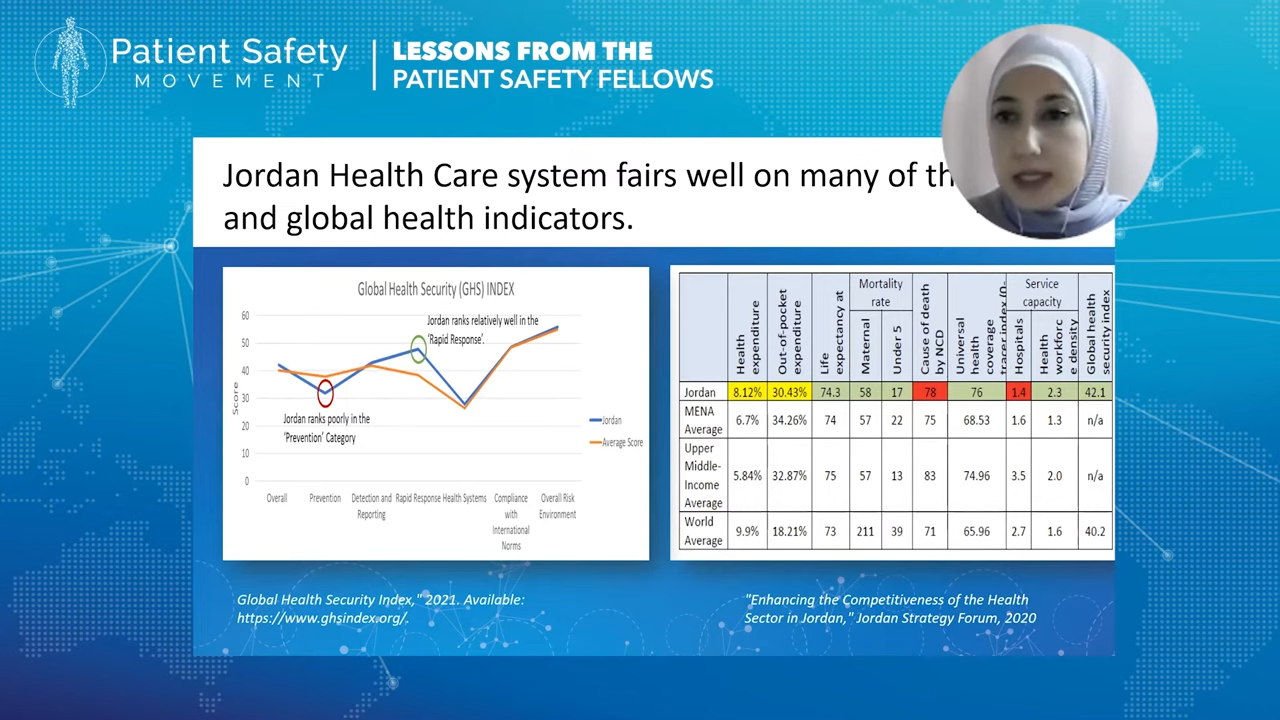 Patient Safety
MOVEMENT
LESSONS FROM THE
PATIENT SAFETY FELLOWS
Jordan Health Care system fairs well on many of
and global health indicators.
Global Health Security (GHS) INDEX
Score
60
50
40
30
20
10
0
Jordan ranks relatively well in the
'Rapid Response'.
Jordan ranks poorly in the
'Prevention' Category
Jordan
Average Score
Overall
Prevention
Detection and
Reporting
Rapid Response
Health Systems
Compliance
with
International
Norms
Overall Risk
Environment
Health
expenditure
Out-of-pocket
expenditure
Life
expectancy at
Mortality
rate
Maternal
Under 5
Cause of death
by NCD
Universal
health
coverage
tracer index (0-
Service
capacity
Hospitals
Health
workforc
e density
Global health
security index
Jordan 8.12% 30.43% 74.3 58 17 78 76 1.4 2.3 42.1
MENA
Average 6.7% 34.26% 74 57 22 75 68.53 1.6 1.3 n/a
Upper
Middle-
Income
Average 5.84% 32.87% 75 57 13 83 74.96 3.5 2.0 n/a
World
Average 9.9% 18.21% 73 211 39 71 65.96 2.7 1.6 40.2
Global Health Security Index," 2021. Available:
https://www.ghsindex.org/.
"Enhancing the Competitiveness of the Health
Sector in Jordan," Jordan Strategy Forum, 2020